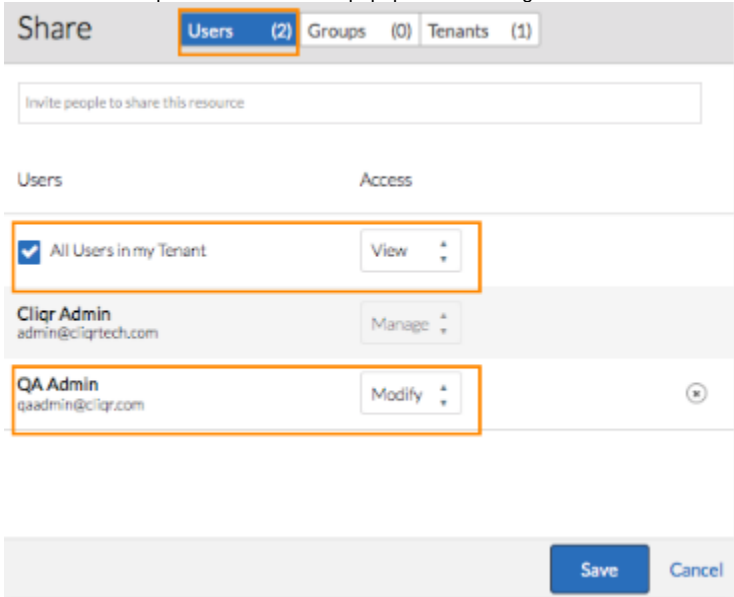 Share
Users (2) Groups (0) Tenants (1)
Invite people to share this resource
Users Access
All Users in my Tenant View
Cliqr Admin
admin@cliqrtech.com Manage
QA Admin
qaadmin@cliqr.com Modify
Save Cancel